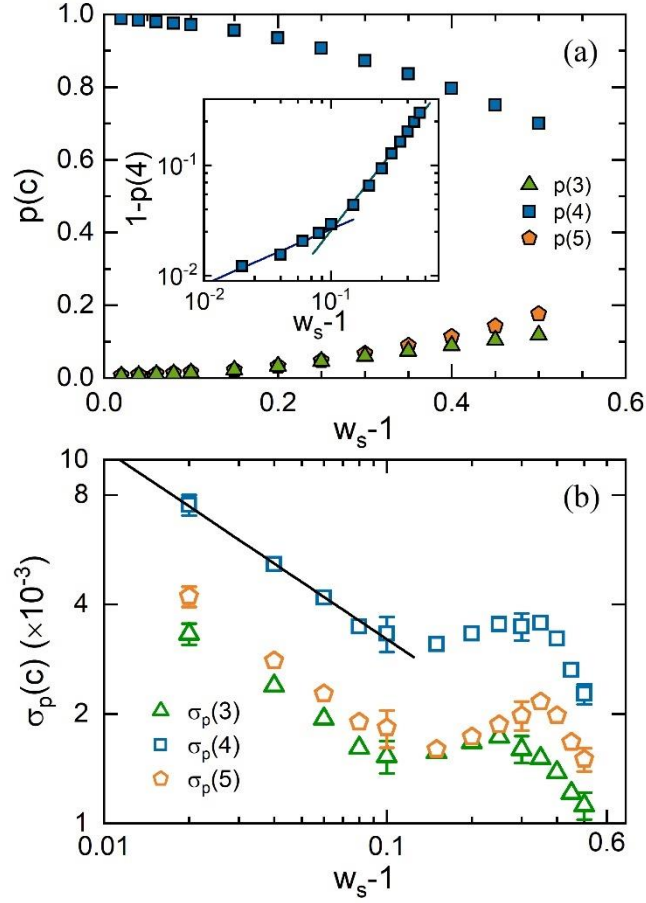 (a)
p(c)
1.0
0.8
0.6
0.4
0.2
0.0
1-p(4)
10⁻¹
10⁻²
10⁻² 10⁻¹
w_s-1
p(3)
p(4)
p(5)
0.0 0.2 0.4 0.6
w_s-1
(b)
σ_p(c) (×10⁻³)
10
8
4
2
1
σ_p(3)
σ_p(4)
σ_p(5)
0.01 0.1 0.6
w_s-1